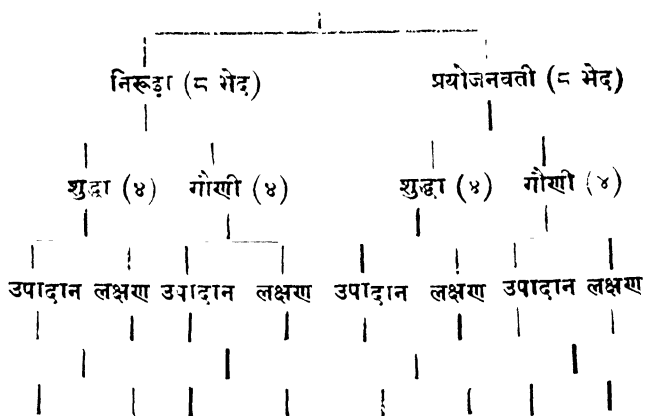 निरूढ़ा (८ भेद) प्रयोजनवती (८ भेद)
शुद्धा (४) गौणी (४) शुद्धा (४) गौणी (४)
उपादान लक्षण उपादान लक्षण उपादान लक्षण उपादान लक्षण